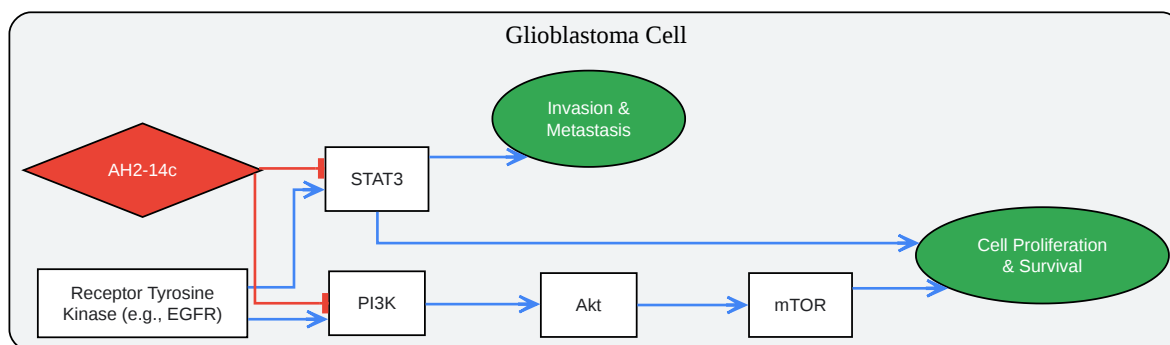 Glioblastoma Cell
Invasion &
Metastasis
AH2-14c
STAT3
Cell Proliferation
& Survival
Receptor Tyrosine
Kinase (e.g., EGFR)
PI3K
Akt
mTOR